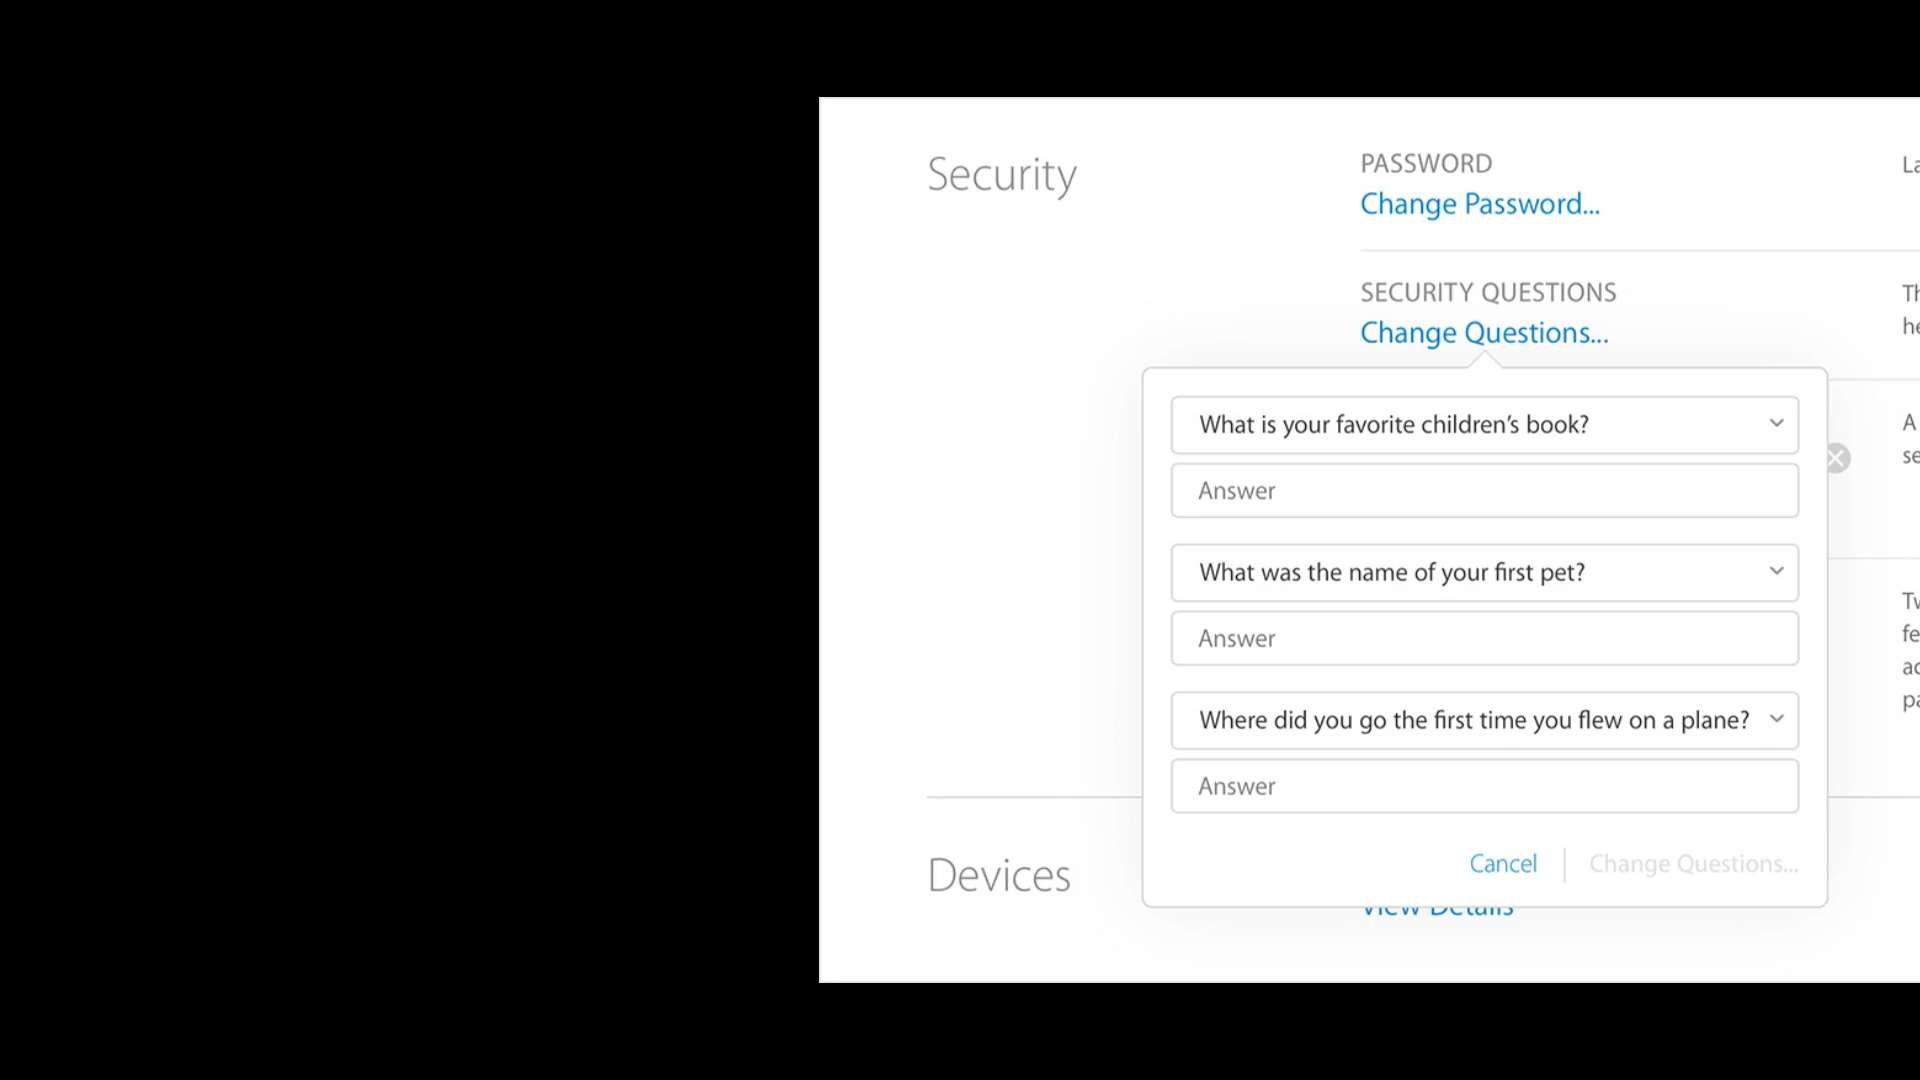 Security
PASSWORD
Change Password...
SECURITY QUESTIONS
Change Questions...
What is your favorite children's book?
Answer
What was the name of your first pet?
Answer
Where did you go the first time you flew on a plane?
Answer
Cancel
Change Questions...
Devices
View Details